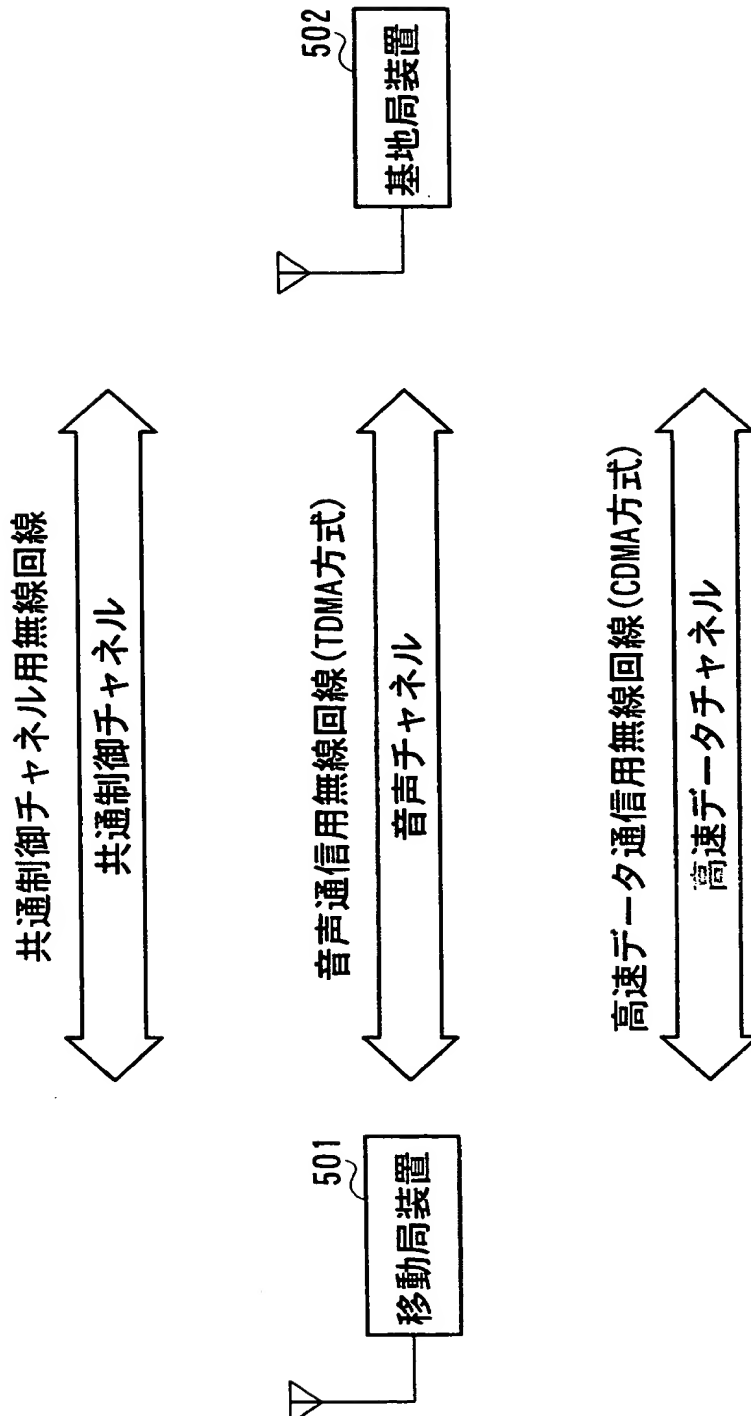 共通制御チャネル用無線回線
共通制御チャネル
音声通信用無線回線(TDMA方式)
音声チャネル
高速データ通信用無線回線(CDMA方式)
高速データチャネル
501
移動局装置
502
基地局装置